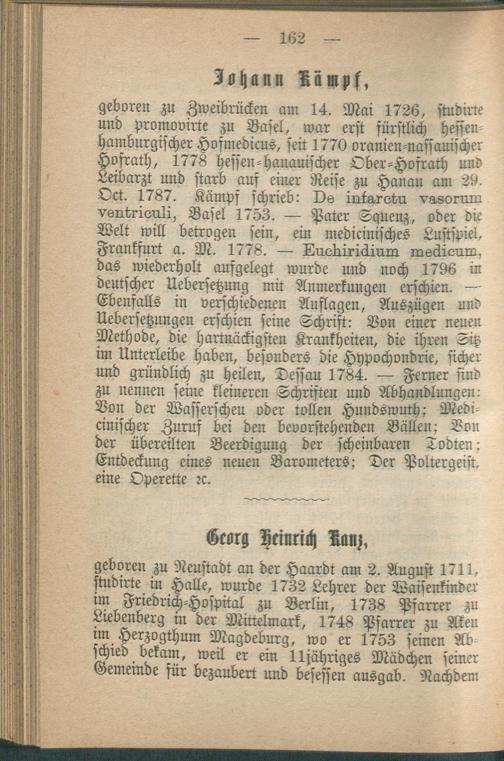 — 162 —
Johann Kämpf,
geboren zu Zweibrücken am 14. Mai 1726, studirte
und promovirte zu Basel, war erst fürstlich hessen-
hamburgischer Hofmedicus, seit 1770 oranien-nassauischer
Hofrath, 1778 hessen-hanauischer Ober-Hofrath und
Leibarzt und starb auf einer Reise zu Hanau am 29.
Oct. 1787. Kämpf schrieb: De infarctu vasorum
ventriculi, Basel 1753. — Pater Squenz, oder die
Welt will betrogen sein, ein medicinisches Lustspiel,
Frankfurt a. M. 1778. — Euchiridium medicum,
das wiederholt aufgelegt wurde und noch 1796 in
deutscher Uebersetzung mit Anmerkungen erschien. —
Ebenfalls in verschiedenen Auflagen, Auszügen und
Uebersetzungen erschien seine Schrift: Von einer neuen
Methode, die hartnäckigsten Krankheiten, die ihren Sitz
im Unterleibe haben, besonders die Hypochondrie, sicher
und gründlich zu heilen, Dessau 1784. — Ferner sind
zu nennen seine kleineren Schriften und Abhandlungen:
Von der Wasserscheu oder tollen Hundswuth; Medi-
cinischer Zuruf bei den bevorstehenden Bällen; Von
der übereilten Beerdigung der scheinbaren Todten;
Entdeckung eines neuen Barometers; Der Poltergeist,
eine Operette ꝛc.
Georg Heinrich Kanz,
geboren zu Neustadt an der Haardt am 2. August 1711,
studirte in Halle, wurde 1732 Lehrer der Waisenkinder
im Friedrich-Hospital zu Berlin, 1738 Pfarrer zu
Liebenberg in der Mittelmark, 1748 Pfarrer zu Aken
im Herzogthum Magdeburg, wo er 1753 seinen Ab-
schied bekam, weil er ein 11jähriges Mädchen seiner
Gemeinde für bezaubert und besessen ausgab. Nachdem